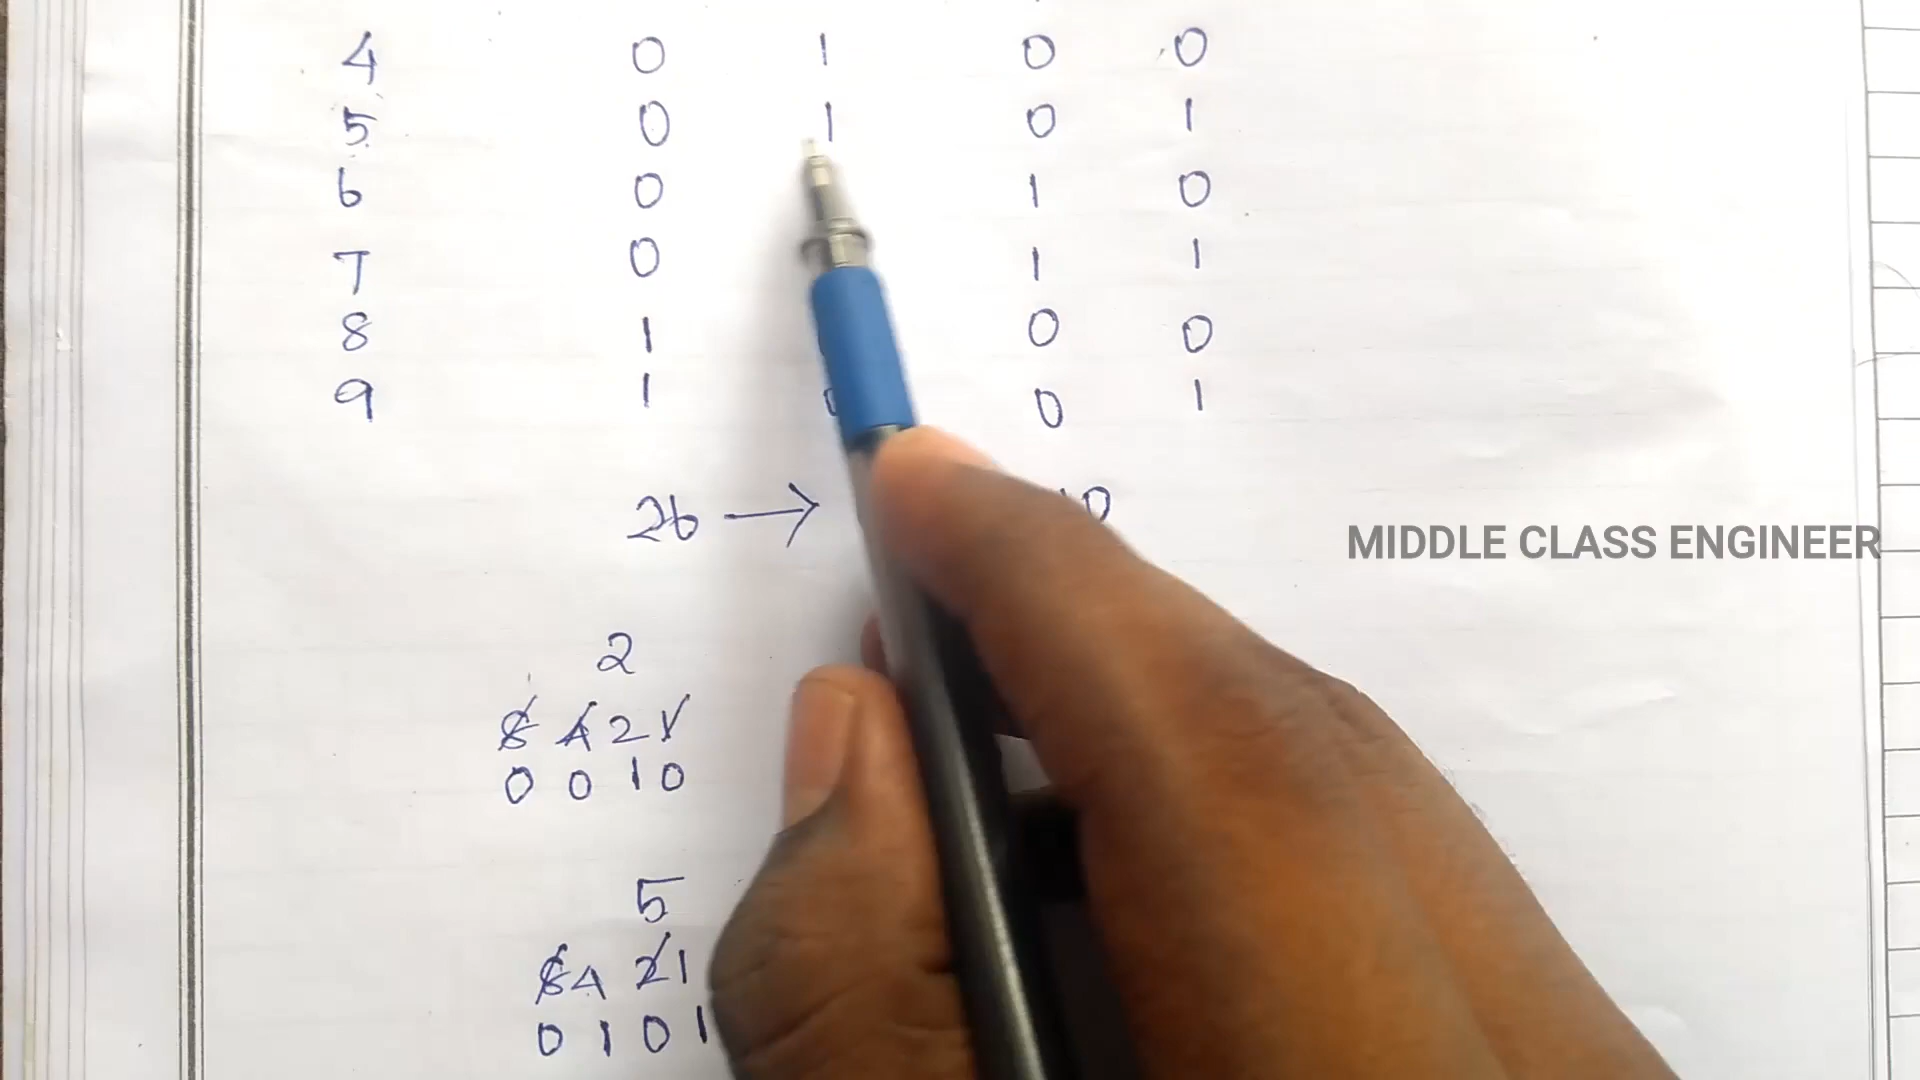 4 0 1 0 0
5 0 1 0 1
6 0 1 0
7 0 1 1
8 1 0 0
9 1 0 0 1
26 → 10
MIDDLE CLASS ENGINEER
2
8 4 2 1
0 0 1 0
5
8 4 2 1
0 1 0 1